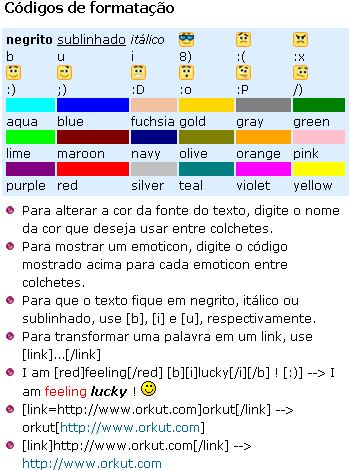 Códigos de formatação
negrito sublinhado itálico
b u i 8) :( :x
:) ;) :D :o :P /)
aqua blue fuchsia gold gray green
lime maroon navy olive orange pink
purple red silver teal violet yellow
Para alterar a cor da fonte do texto, digite o nome
da cor que deseja usar entre colchetes.
Para mostrar um emoticon, digite o código
mostrado acima para cada emoticon entre
colchetes.
Para que o texto fique em negrito, itálico ou
sublinhado, use [b], [i] e [u], respectivamente.
Para transformar uma palavra em um link, use
[link]...[/link]
I am [red]feeling[/red] [b][i]lucky[/i][/b] ! [:)] --> I
am feeling lucky !
[link=http://www.orkut.com]orkut[/link] -->
orkut[http://www.orkut.com]
[link]http://www.orkut.com[/link] -->
http://www.orkut.com